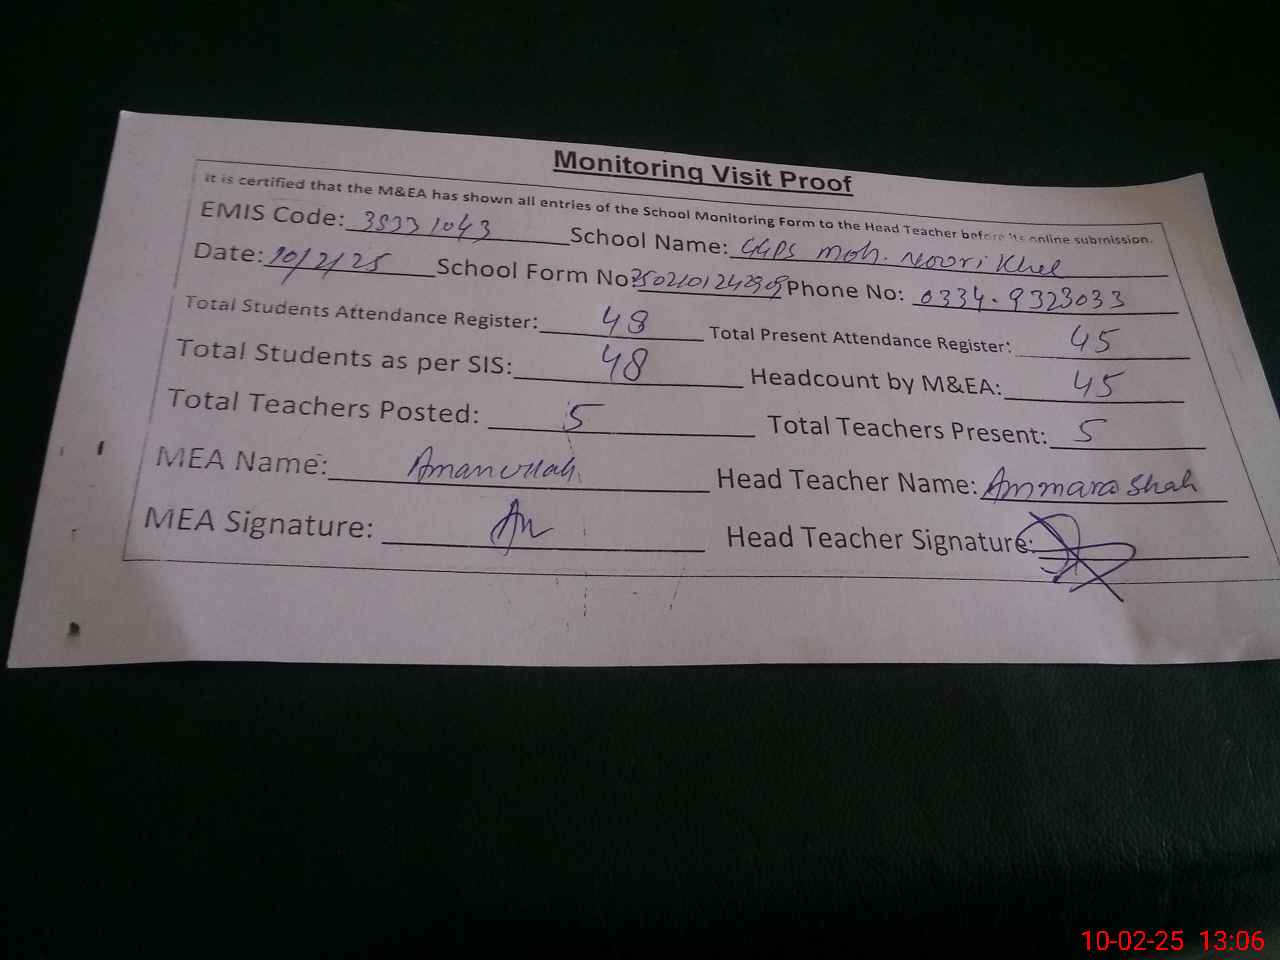 Monitoring Visit Proof
It is certified that the M&EA has shown all entries of the School Monitoring Form to the Head Teacher before its online submission.
EMIS Code: 38331043 School Name: GGPS Moh. Noori Khel
Date: 10/2/25 School Form No: Phone No: 0334-9323033
Total Students Attendance Register: 48 Total Present Attendance Register: 45
Total Students as per SIS: 48 Headcount by M&EA: 45
Total Teachers Posted: 5 Total Teachers Present: 5
MEA Name: Amanullah. Head Teacher Name: Ammara Shah
MEA Signature: Head Teacher Signature:
10-02-25 13:06